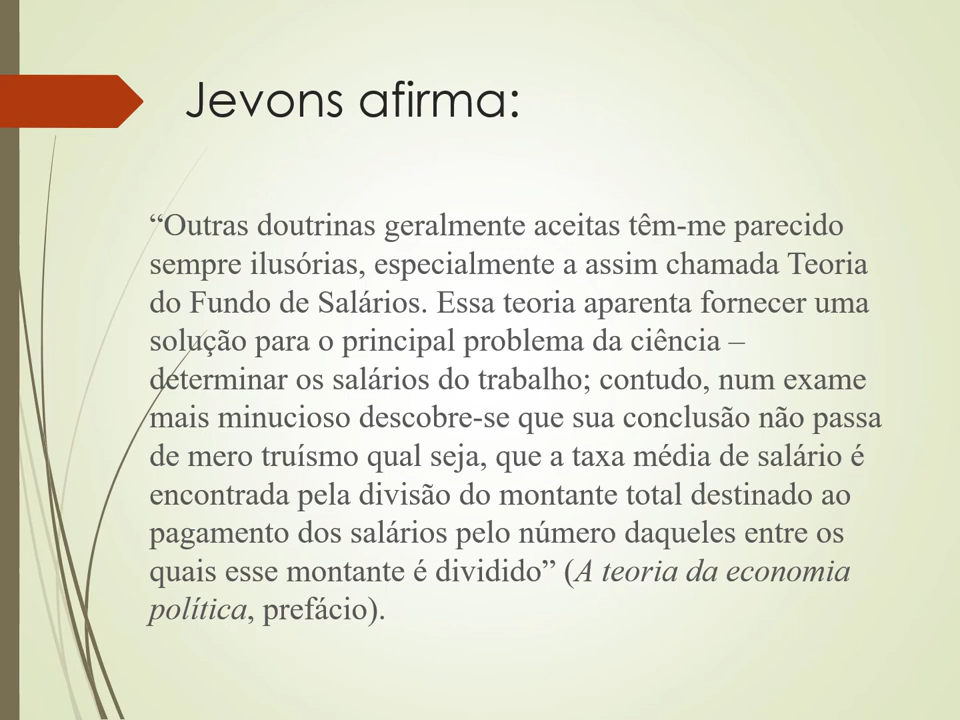 Jevons afirma:
“Outras doutrinas geralmente aceitas têm-me parecido
sempre ilusórias, especialmente a assim chamada Teoria
do Fundo de Salários. Essa teoria aparenta fornecer uma
solução para o principal problema da ciência –
determinar os salários do trabalho; contudo, num exame
mais minucioso descobre-se que sua conclusão não passa
de mero truísmo qual seja, que a taxa média de salário é
encontrada pela divisão do montante total destinado ao
pagamento dos salários pelo número daqueles entre os
quais esse montante é dividido” (A teoria da economia
política, prefácio).